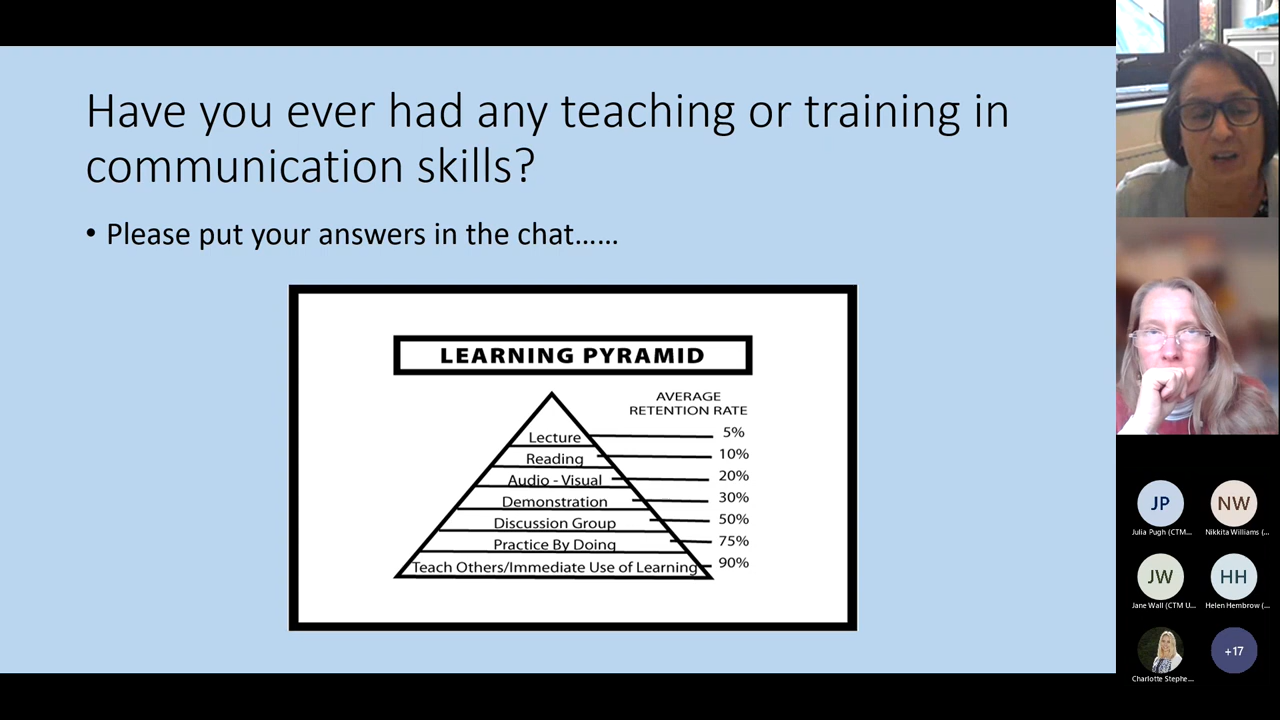 Have you ever had any teaching or training in
communication skills?
• Please put your answers in the chat……
LEARNING PYRAMID
AVERAGE
RETENTION RATE
Lecture 5%
Reading 10%
Audio - Visual 20%
Demonstration 30%
Discussion Group 50%
Practice By Doing 75%
Teach Others/Immediate Use of Learning 90%
JP
NW
Julia Pugh (CTM...
Nikkita Williams (...
JW
HH
Jane Wall (CTM U...
Helen Hembrow (...
+17
Charlotte Stephe...